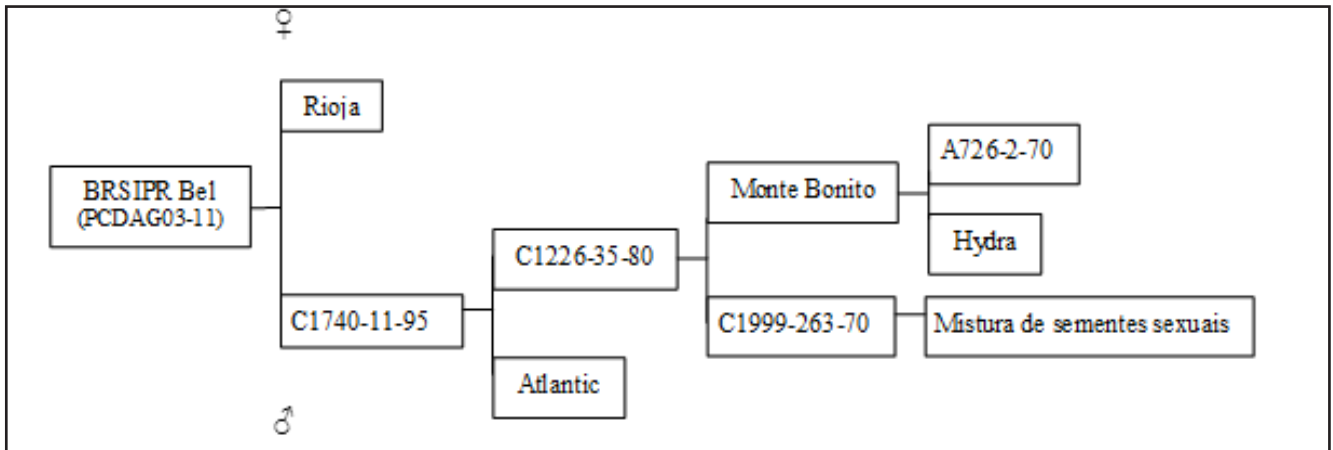 ♀
Rioja
A726-2-70
BRSIPR Bel
(PCDAG03-11)
Monte Bonito
Hydra
C1226-35-80
C1740-11-95
C1999-263-70
Mistura de sementes sexuais
Atlantic
♂